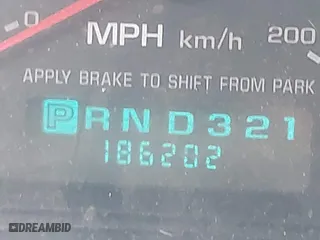 0
MPH km/h 200
APPLY BRAKE TO SHIFT FROM PARK
P R N D 3 2 1
186202
DREAMBID